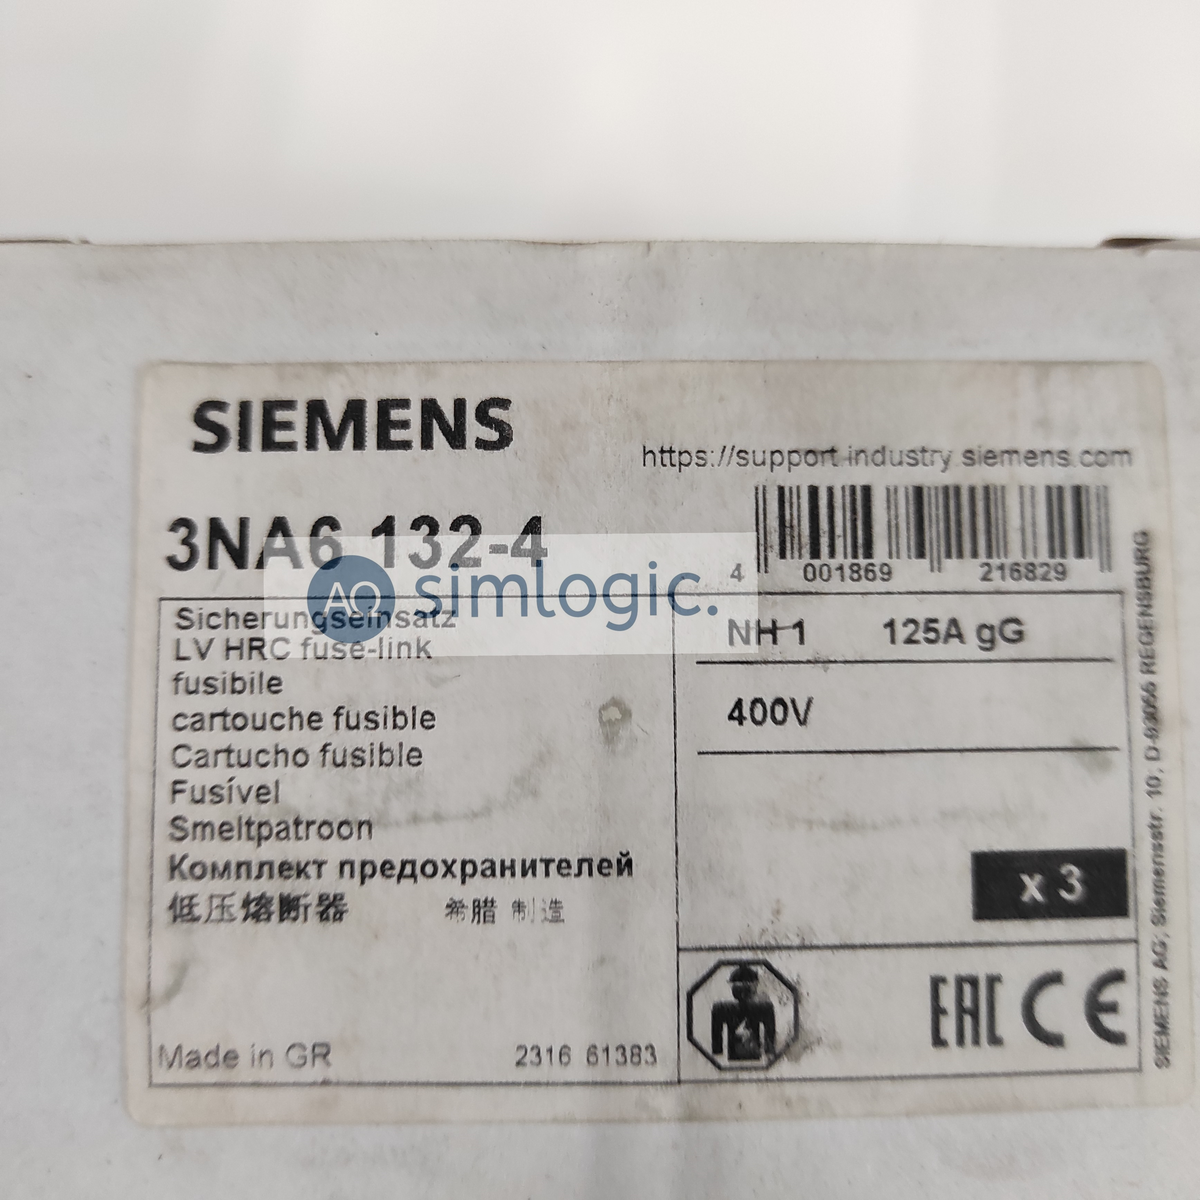 SIEMENS
https://support.industry.siemens.com
3NA6 132-4
4 001869 216829
simlogic.
Sicherungseinsatz
LV HRC fuse-link
fusibile
cartouche fusible
Cartucho fusible
Fusível
Smeltpatroon
Комплект предохранителей
低压熔断器 希腊 制造
Made in GR 2316 61383
NH 1 125A gG
400V
x 3
EAC CE
SIEMENS AG, Siemensstr. 10, D-93055 REGENSBURG